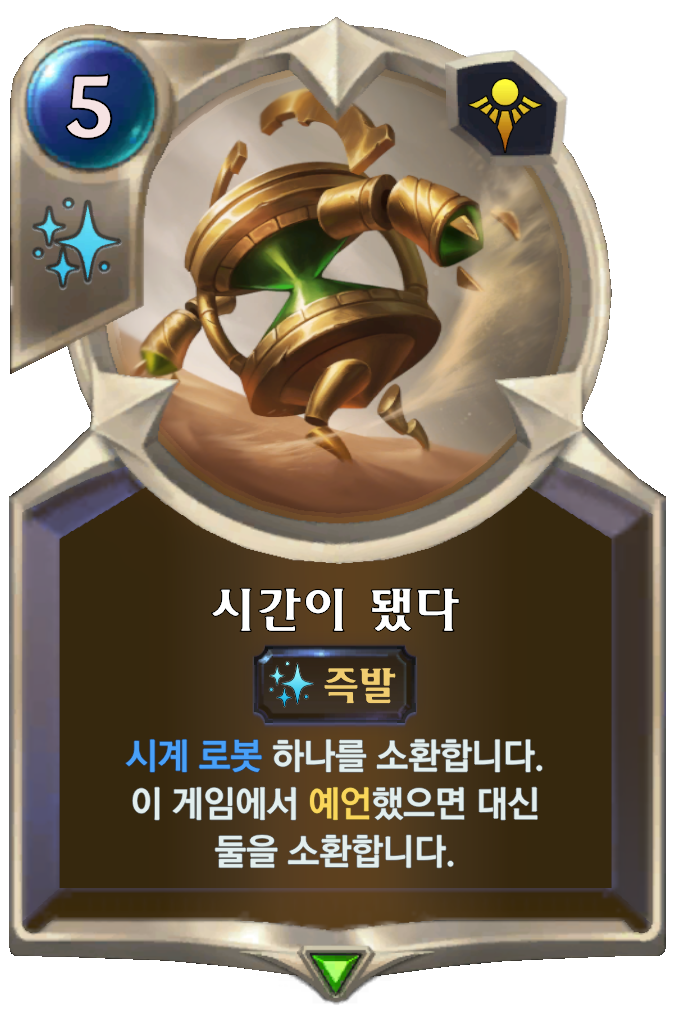 5
시간이 됐다
즉발
시계 로봇 하나를 소환합니다.
이 게임에서 예언했으면 대신
둘을 소환합니다.